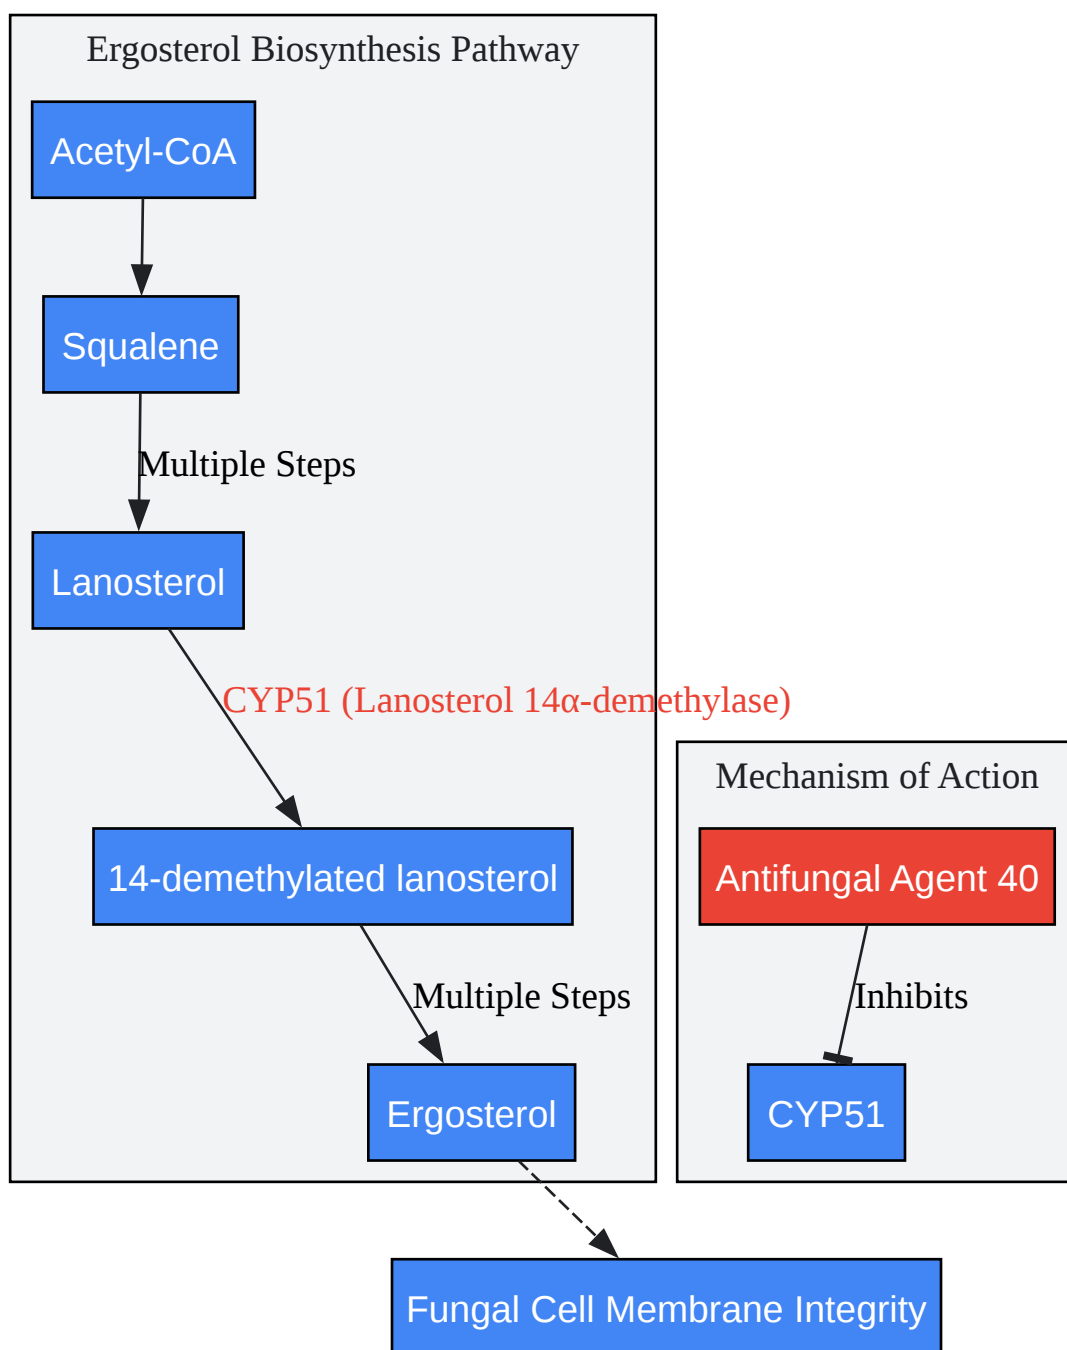 Ergosterol Biosynthesis Pathway
Acetyl-CoA
Squalene
Multiple Steps
Lanosterol
CYP51 (Lanosterol 14α-demethylase)
14-demethylated lanosterol
Multiple Steps
Ergosterol
Mechanism of Action
Antifungal Agent 40
Inhibits
CYP51
Fungal Cell Membrane Integrity